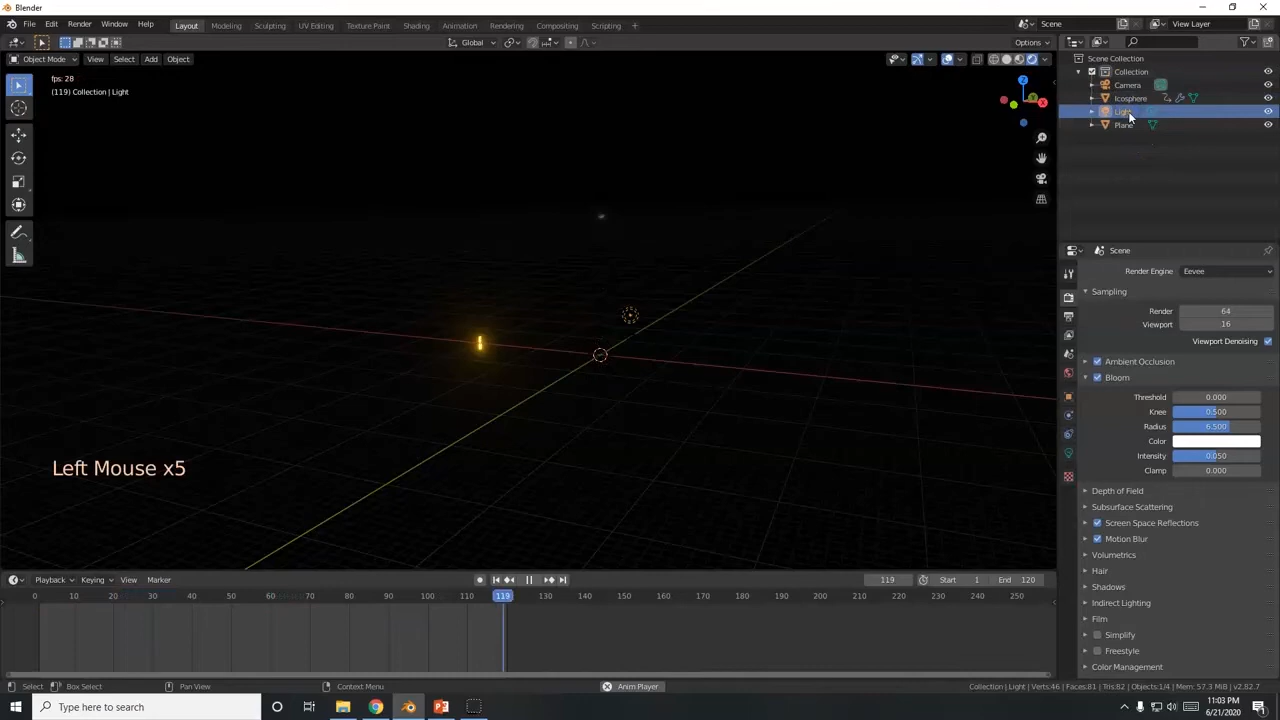 Blender
File Edit Render Window Help
Layout Modeling Sculpting UV Editing Texture Paint Shading Animation Rendering Compositing Scripting +
Scene
View Layer
Global
Options
Object Mode
View Select Add Object
fps: 28
(119) Collection | Light
Z
X
Scene Collection
Collection
Camera
Icosphere
Light
Plane
Scene
Render Engine Eevee
Sampling
Render 64
Viewport 16
Viewport Denoising
Ambient Occlusion
Bloom
Threshold 0.000
Knee 0.500
Radius 6.500
Color
Intensity 0.050
Clamp 0.000
Depth of Field
Subsurface Scattering
Screen Space Reflections
Motion Blur
Volumetrics
Hair
Shadows
Indirect Lighting
Film
Simplify
Freestyle
Color Management
Left Mouse x5
Playback Keying View Marker
119 Start 1 End 120
0 10 20 30 40 50 60 70 80 90 100 110 119 130 140 150 160 170 180 190 200 210 220 230 240 250
Select Box Select Pan View Context Menu Anim Player Collection | Light | Verts:46 | Faces:81 | Tris:82 | Objects:1/4 | Mem: 57.3 MiB | v2.82.7
Type here to search
11:03 PM
6/21/2020